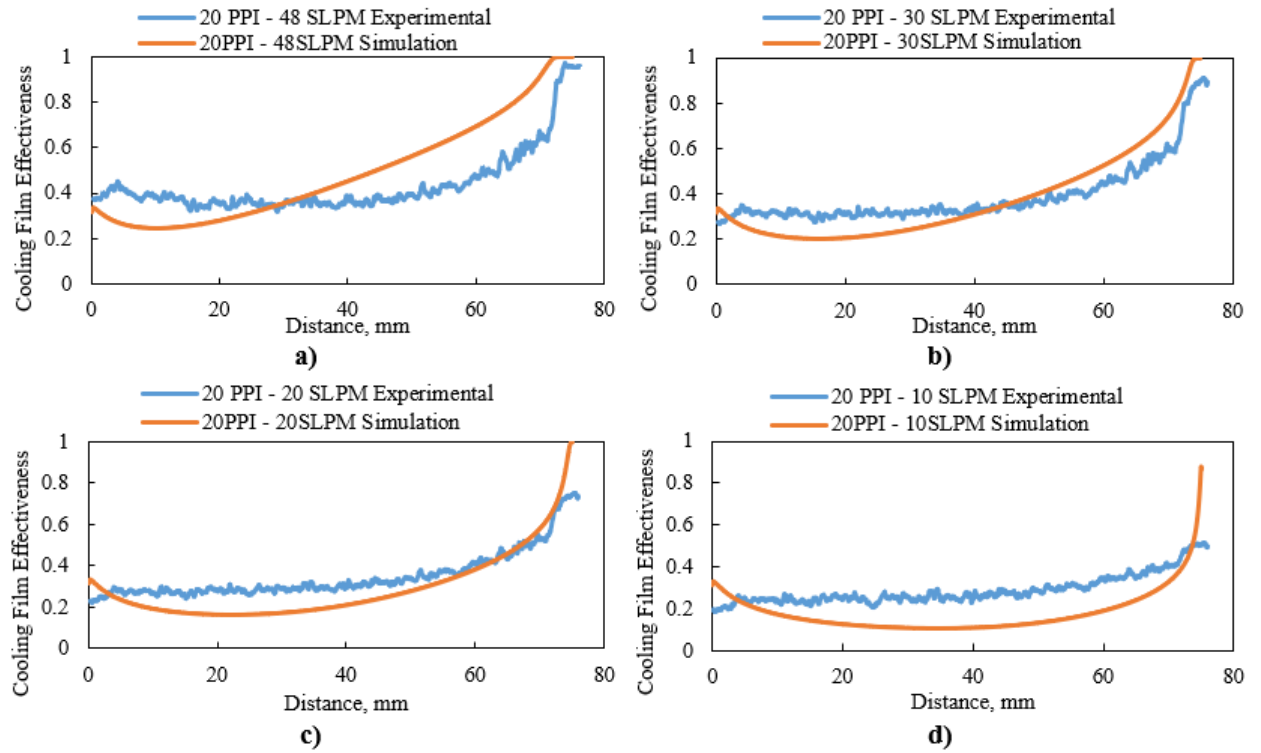 20 PPI - 48 SLPM Experimental
20PPI - 48SLPM Simulation
Cooling Film Effectiveness
1
0.8
0.6
0.4
0.2
0
0 20 40 60 80
Distance, mm
a)
20 PPI - 30 SLPM Experimental
20PPI - 30SLPM Simulation
Cooling Film Effectiveness
1
0.8
0.6
0.4
0.2
0
0 20 40 60 80
Distance, mm
b)
20 PPI - 20 SLPM Experimental
20PPI - 20SLPM Simulation
Cooling Film Effectiveness
1
0.8
0.6
0.4
0.2
0
0 20 40 60 80
Distance, mm
c)
20 PPI - 10 SLPM Experimental
20PPI - 10SLPM Simulation
Cooling Film Effectiveness
1
0.8
0.6
0.4
0.2
0
0 20 40 60 80
Distance, mm
d)